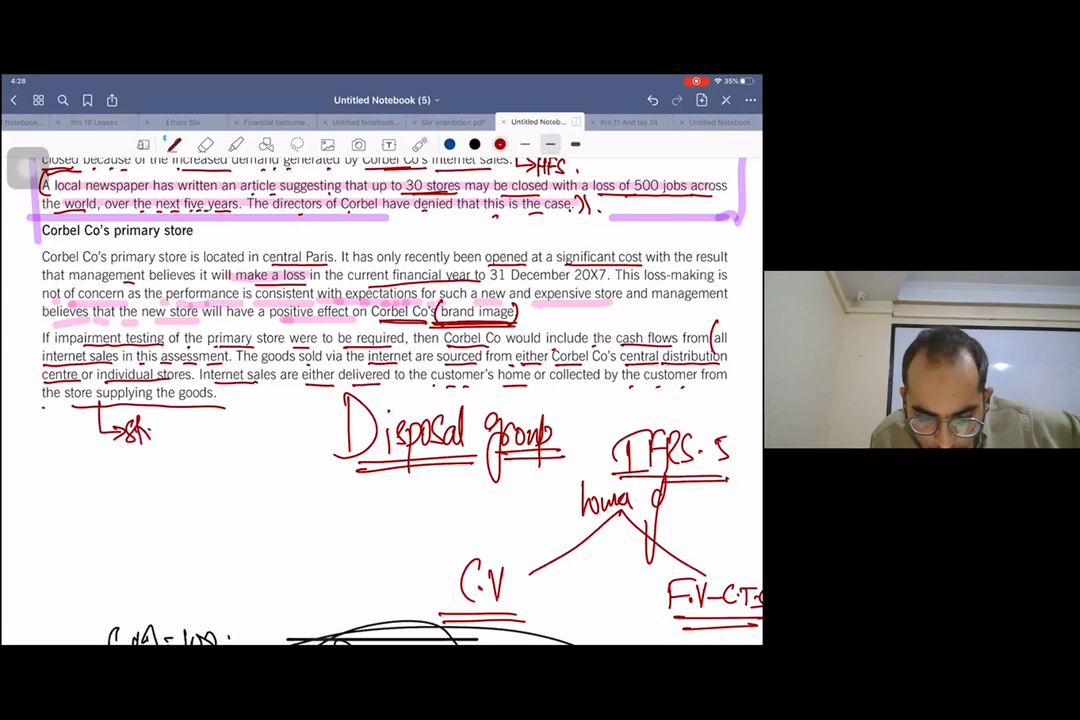 4:28
35%
Untitled Notebook (5)
Notebook...
Ifrs 16 Leases
Ethics Sbr
Financial Instrume...
Untitled Notebook...
Sbr orientation.pdf
Untitled Noteb...
Ifrs 11 And Ias 24
Untitled Notebook...
closed because of the increased demand generated by Corbel Co's internet sales.
HFS.
A local newspaper has written an article suggesting that up to 30 stores may be closed with a loss of 500 jobs across
the world, over the next five years. The directors of Corbel have denied that this is the case.
Corbel Co's primary store
Corbel Co's primary store is located in central Paris. It has only recently been opened at a significant cost with the result
that management believes it will make a loss in the current financial year to 31 December 20X7. This loss-making is
not of concern as the performance is consistent with expectations for such a new and expensive store and management
believes that the new store will have a positive effect on Corbel Co's brand image.
If impairment testing of the primary store were to be required, then Corbel Co would include the cash flows from all
internet sales in this assessment. The goods sold via the internet are sourced from either Corbel Co's central distribution
centre or individual stores. Internet sales are either delivered to the customer's home or collected by the customer from
the store supplying the goods.
Disposal group
IFRS. 5
C.V